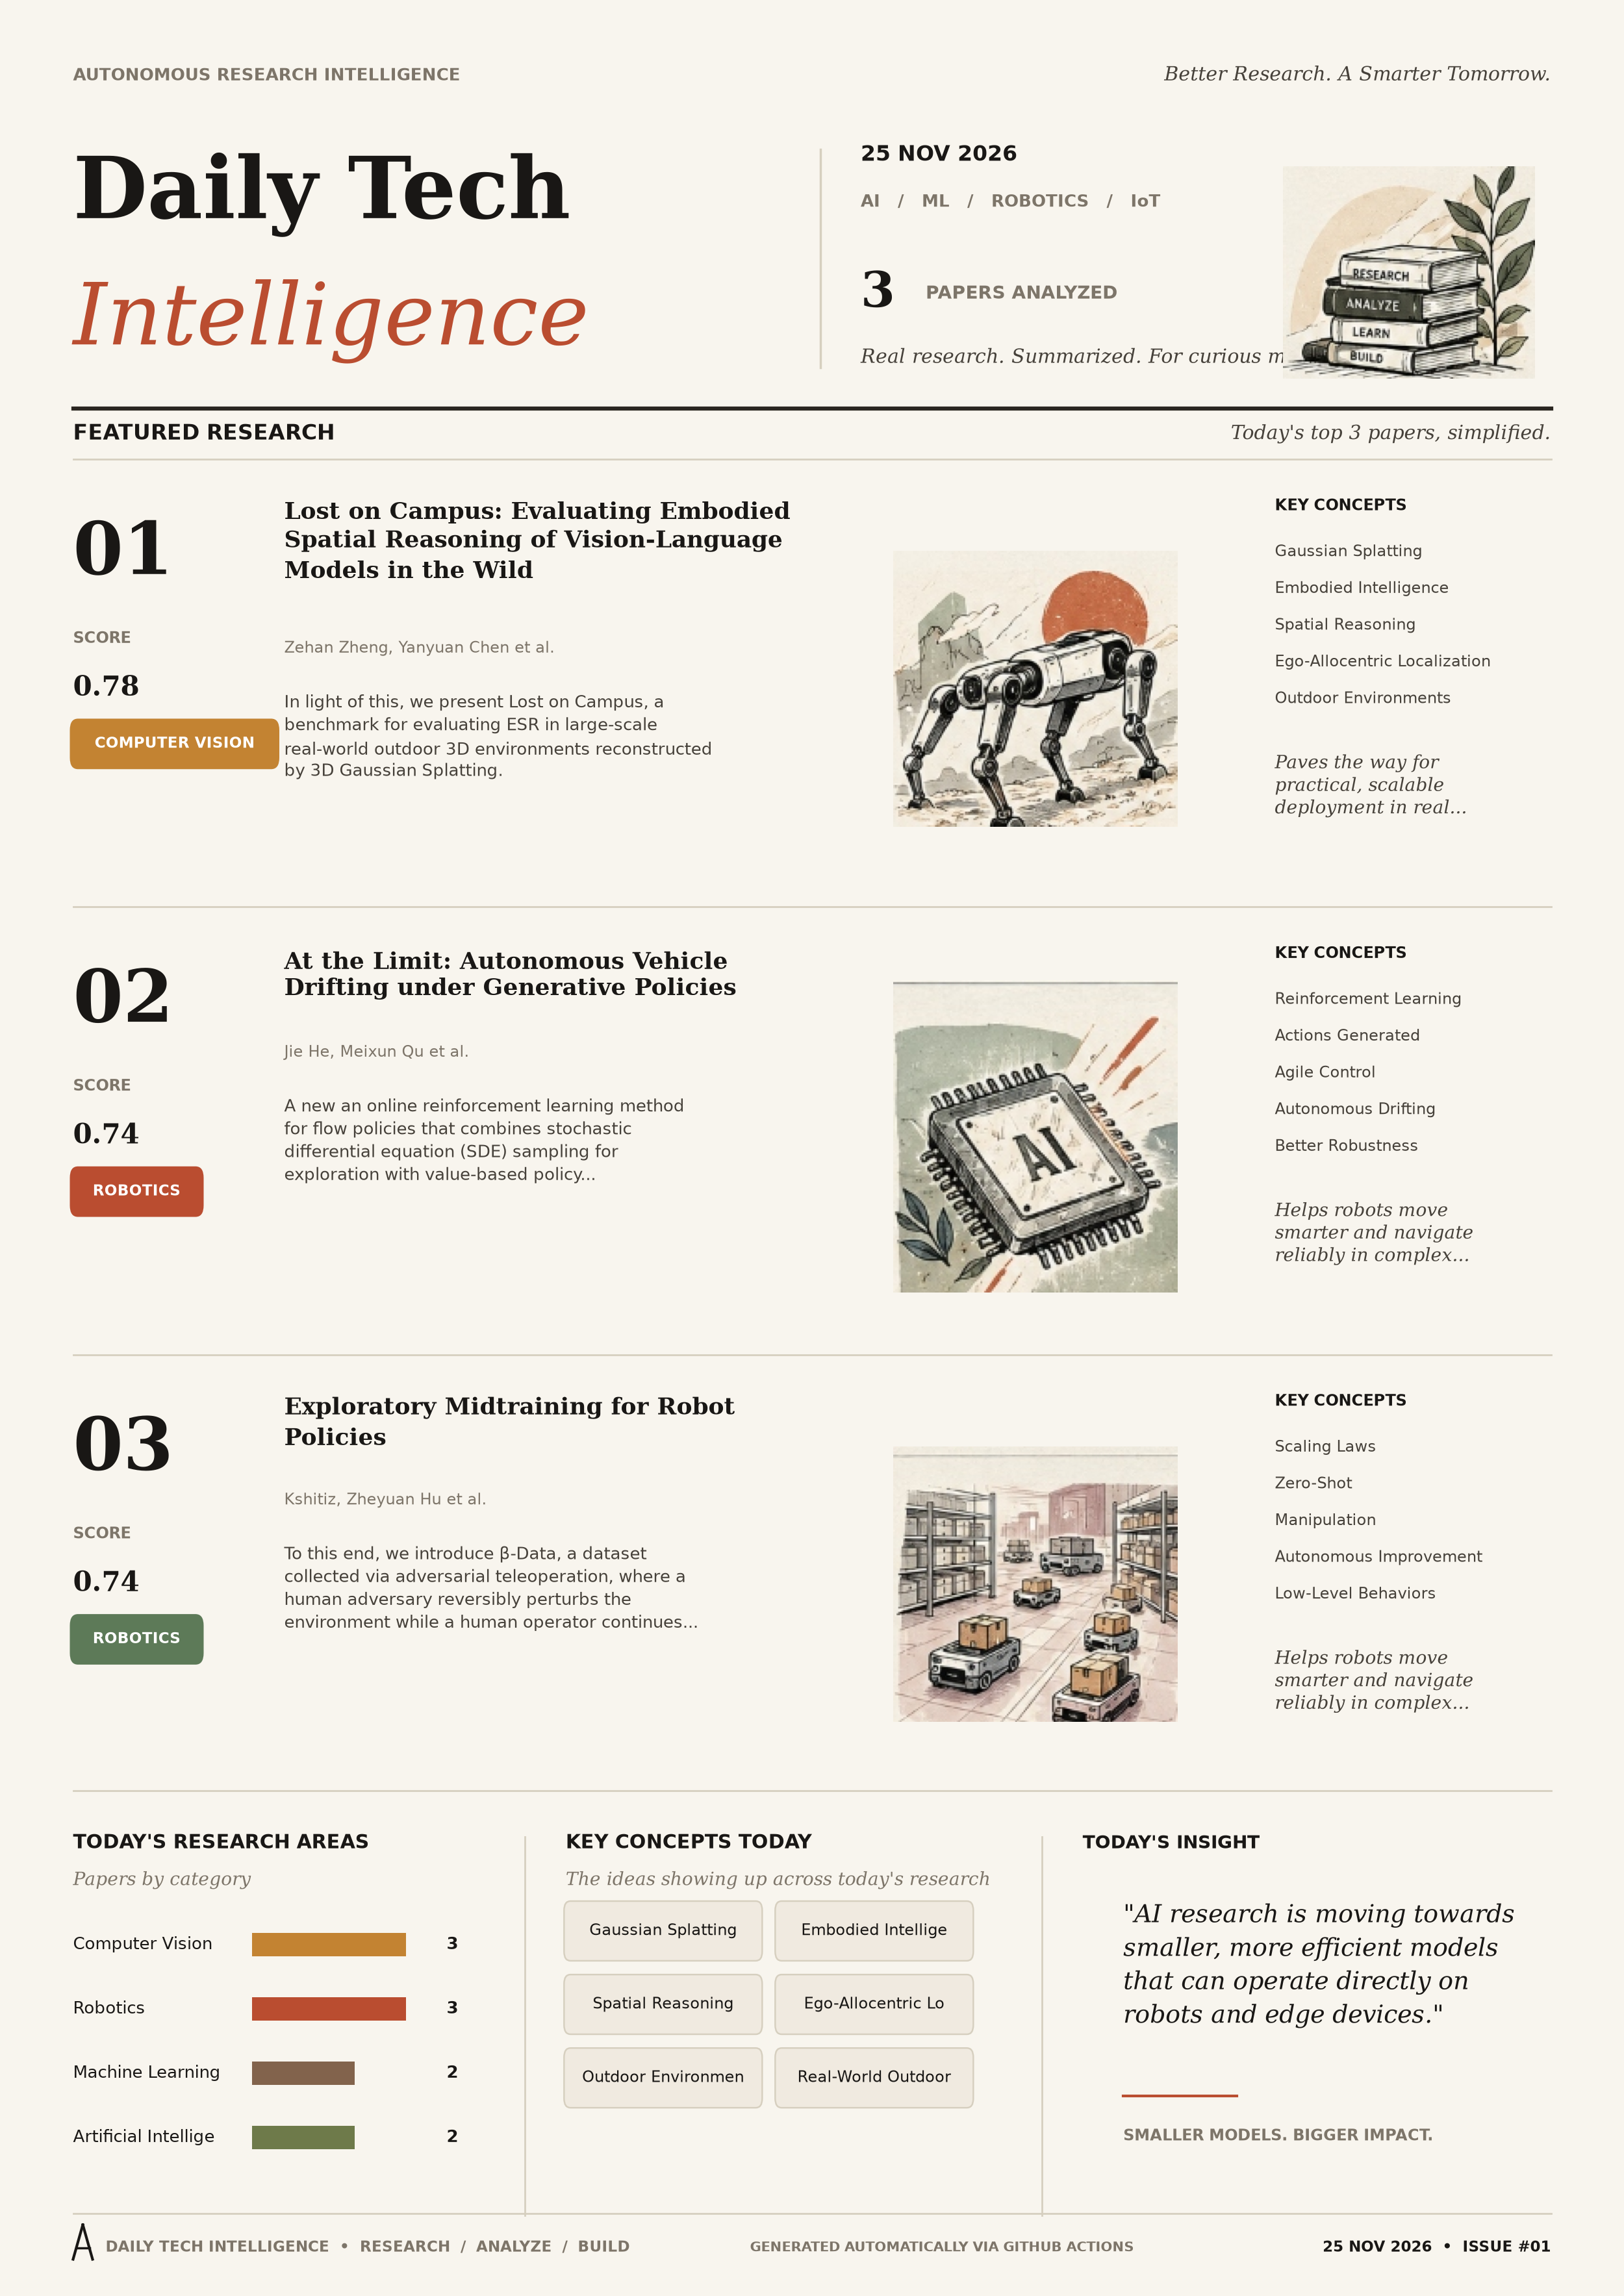 AUTONOMOUS RESEARCH INTELLIGENCE
Better Research. A Smarter Tomorrow.
Daily Tech
Intelligence
25 NOV 2026
AI / ML / ROBOTICS / IoT
3 PAPERS ANALYZED
Real research. Summarized. For curious m
RESEARCH
ANALYZE
LEARN
BUILD
FEATURED RESEARCH
Today's top 3 papers, simplified.
01
SCORE
0.78
COMPUTER VISION
Lost on Campus: Evaluating Embodied
Spatial Reasoning of Vision-Language
Models in the Wild
Zehan Zheng, Yanyuan Chen et al.
In light of this, we present Lost on Campus, a
benchmark for evaluating ESR in large-scale
real-world outdoor 3D environments reconstructed
by 3D Gaussian Splatting.
KEY CONCEPTS
Gaussian Splatting
Embodied Intelligence
Spatial Reasoning
Ego-Allocentric Localization
Outdoor Environments
Paves the way for
practical, scalable
deployment in real...
02
SCORE
0.74
ROBOTICS
At the Limit: Autonomous Vehicle
Drifting under Generative Policies
Jie He, Meixun Qu et al.
A new an online reinforcement learning method
for flow policies that combines stochastic
differential equation (SDE) sampling for
exploration with value-based policy...
AI
KEY CONCEPTS
Reinforcement Learning
Actions Generated
Agile Control
Autonomous Drifting
Better Robustness
Helps robots move
smarter and navigate
reliably in complex...
03
SCORE
0.74
ROBOTICS
Exploratory Midtraining for Robot
Policies
Kshitiz, Zheyuan Hu et al.
To this end, we introduce β-Data, a dataset
collected via adversarial teleoperation, where a
human adversary reversibly perturbs the
environment while a human operator continues...
KEY CONCEPTS
Scaling Laws
Zero-Shot
Manipulation
Autonomous Improvement
Low-Level Behaviors
Helps robots move
smarter and navigate
reliably in complex...
TODAY'S RESEARCH AREAS
Papers by category
Computer Vision 3
Robotics 3
Machine Learning 2
Artificial Intellige 2
KEY CONCEPTS TODAY
The ideas showing up across today's research
Gaussian Splatting
Embodied Intellige
Spatial Reasoning
Ego-Allocentric Lo
Outdoor Environmen
Real-World Outdoor
TODAY'S INSIGHT
"AI research is moving towards
smaller, more efficient models
that can operate directly on
robots and edge devices."
SMALLER MODELS. BIGGER IMPACT.
A DAILY TECH INTELLIGENCE • RESEARCH / ANALYZE / BUILD
GENERATED AUTOMATICALLY VIA GITHUB ACTIONS
25 NOV 2026 • ISSUE #01